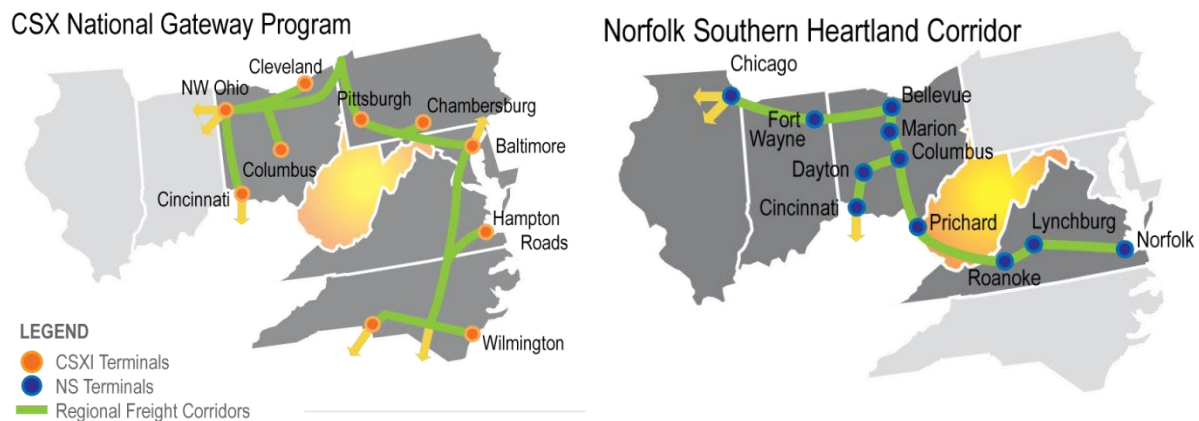 CSX National Gateway Program
Cleveland
NW Ohio
Pittsburgh
Chambersburg
Baltimore
Columbus
Cincinnati
Hampton
Roads
Wilmington
LEGEND
CSXI Terminals
NS Terminals
Regional Freight Corridors
Norfolk Southern Heartland Corridor
Chicago
Bellevue
Fort
Wayne
Marion
Columbus
Dayton
Cincinnati
Prichard
Lynchburg
Norfolk
Roanoke